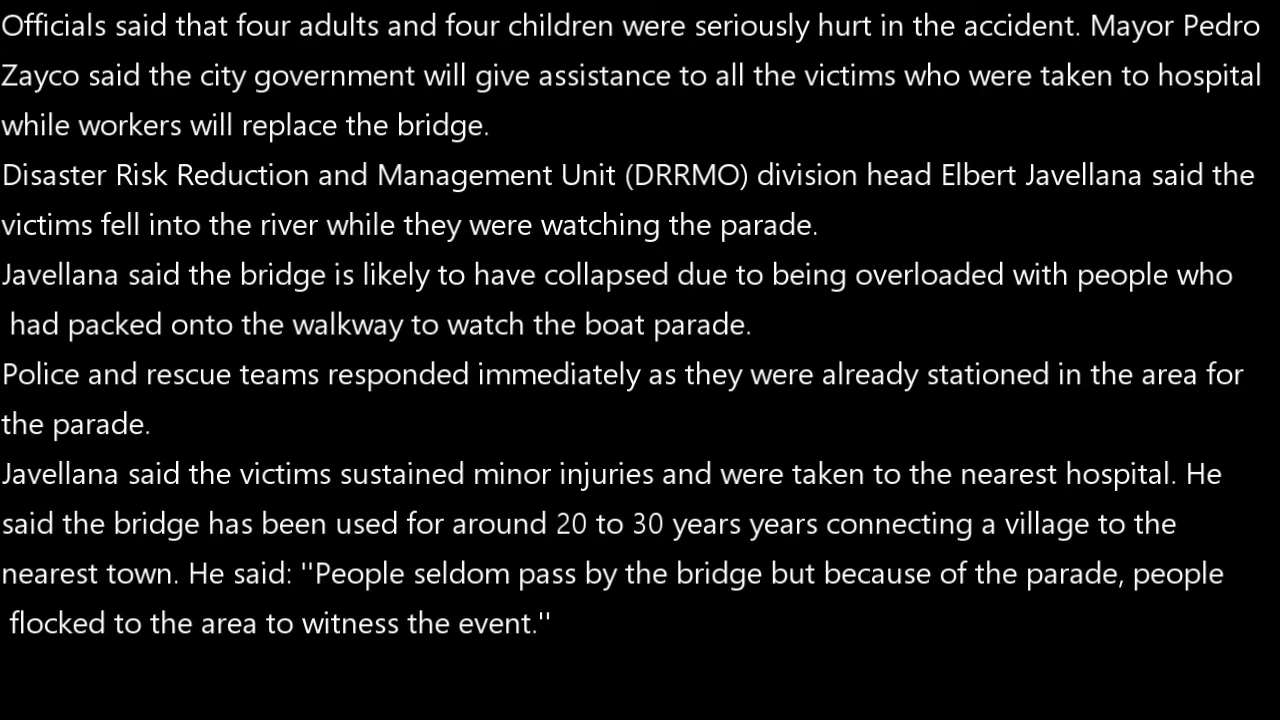 Officials said that four adults and four children were seriously hurt in the accident. Mayor Pedro
Zayco said the city government will give assistance to all the victims who were taken to hospital
while workers will replace the bridge.
Disaster Risk Reduction and Management Unit (DRRMO) division head Elbert Javellana said the
victims fell into the river while they were watching the parade.
Javellana said the bridge is likely to have collapsed due to being overloaded with people who
had packed onto the walkway to watch the boat parade.
Police and rescue teams responded immediately as they were already stationed in the area for
the parade.
Javellana said the victims sustained minor injuries and were taken to the nearest hospital. He
said the bridge has been used for around 20 to 30 years years connecting a village to the
nearest town. He said: ''People seldom pass by the bridge but because of the parade, people
flocked to the area to witness the event.''